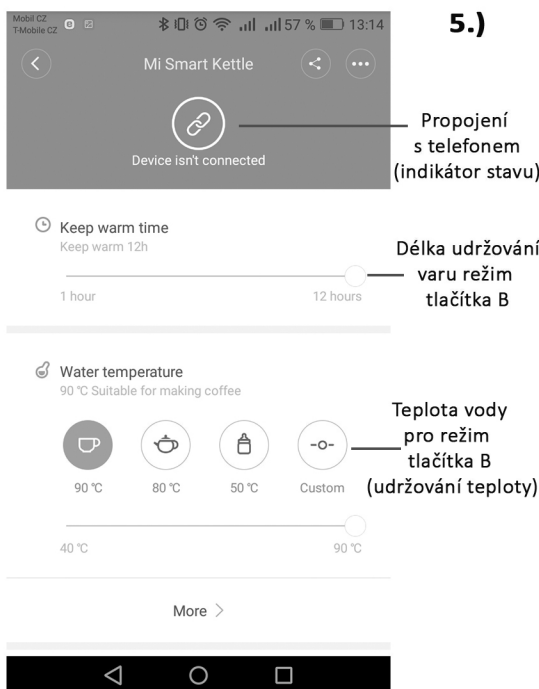 Mobil CZ
T-Mobile CZ
57 % 13:14
5.)
Mi Smart Kettle
Device isn't connected
Propojení
s telefonem
(indikátor stavu)
Keep warm time
Keep warm 12h
1 hour
12 hours
Délka udržování
varu režim
tlačítka B
Water temperature
90 °C Suitable for making coffee
90 °C
80 °C
50 °C
Custom
Teplota vody
pro režim
tlačítka B
(udržování teploty)
40 °C
90 °C
More